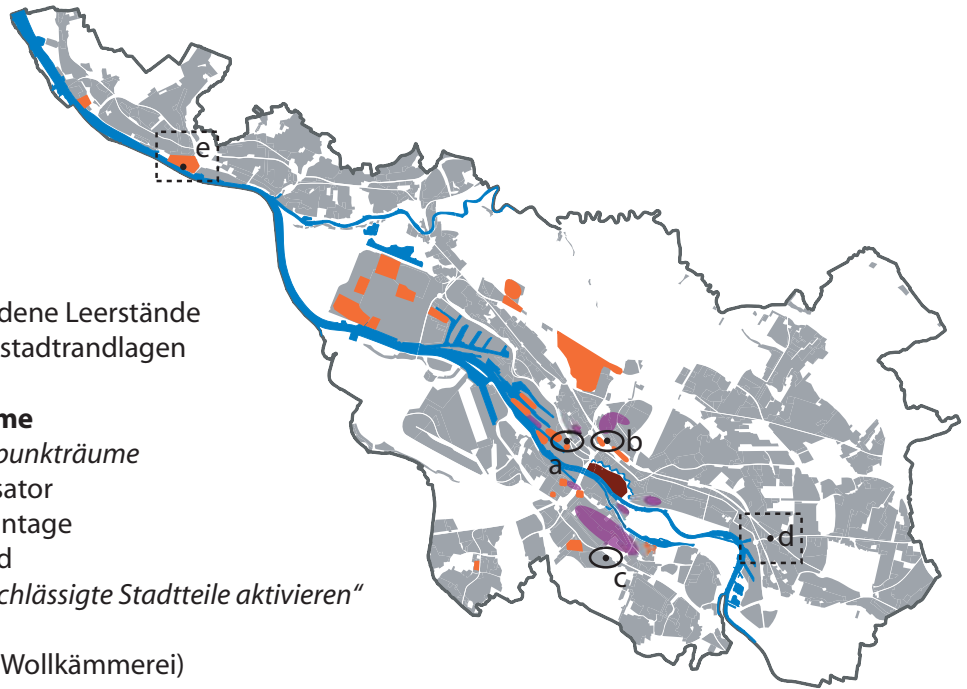 e
dene Leerstände
stadtrandlagen
me
punkträume
sator
ntage
d
chlässigte Stadtteile aktivieren“
Wollkämmerei)
a
b
c
d